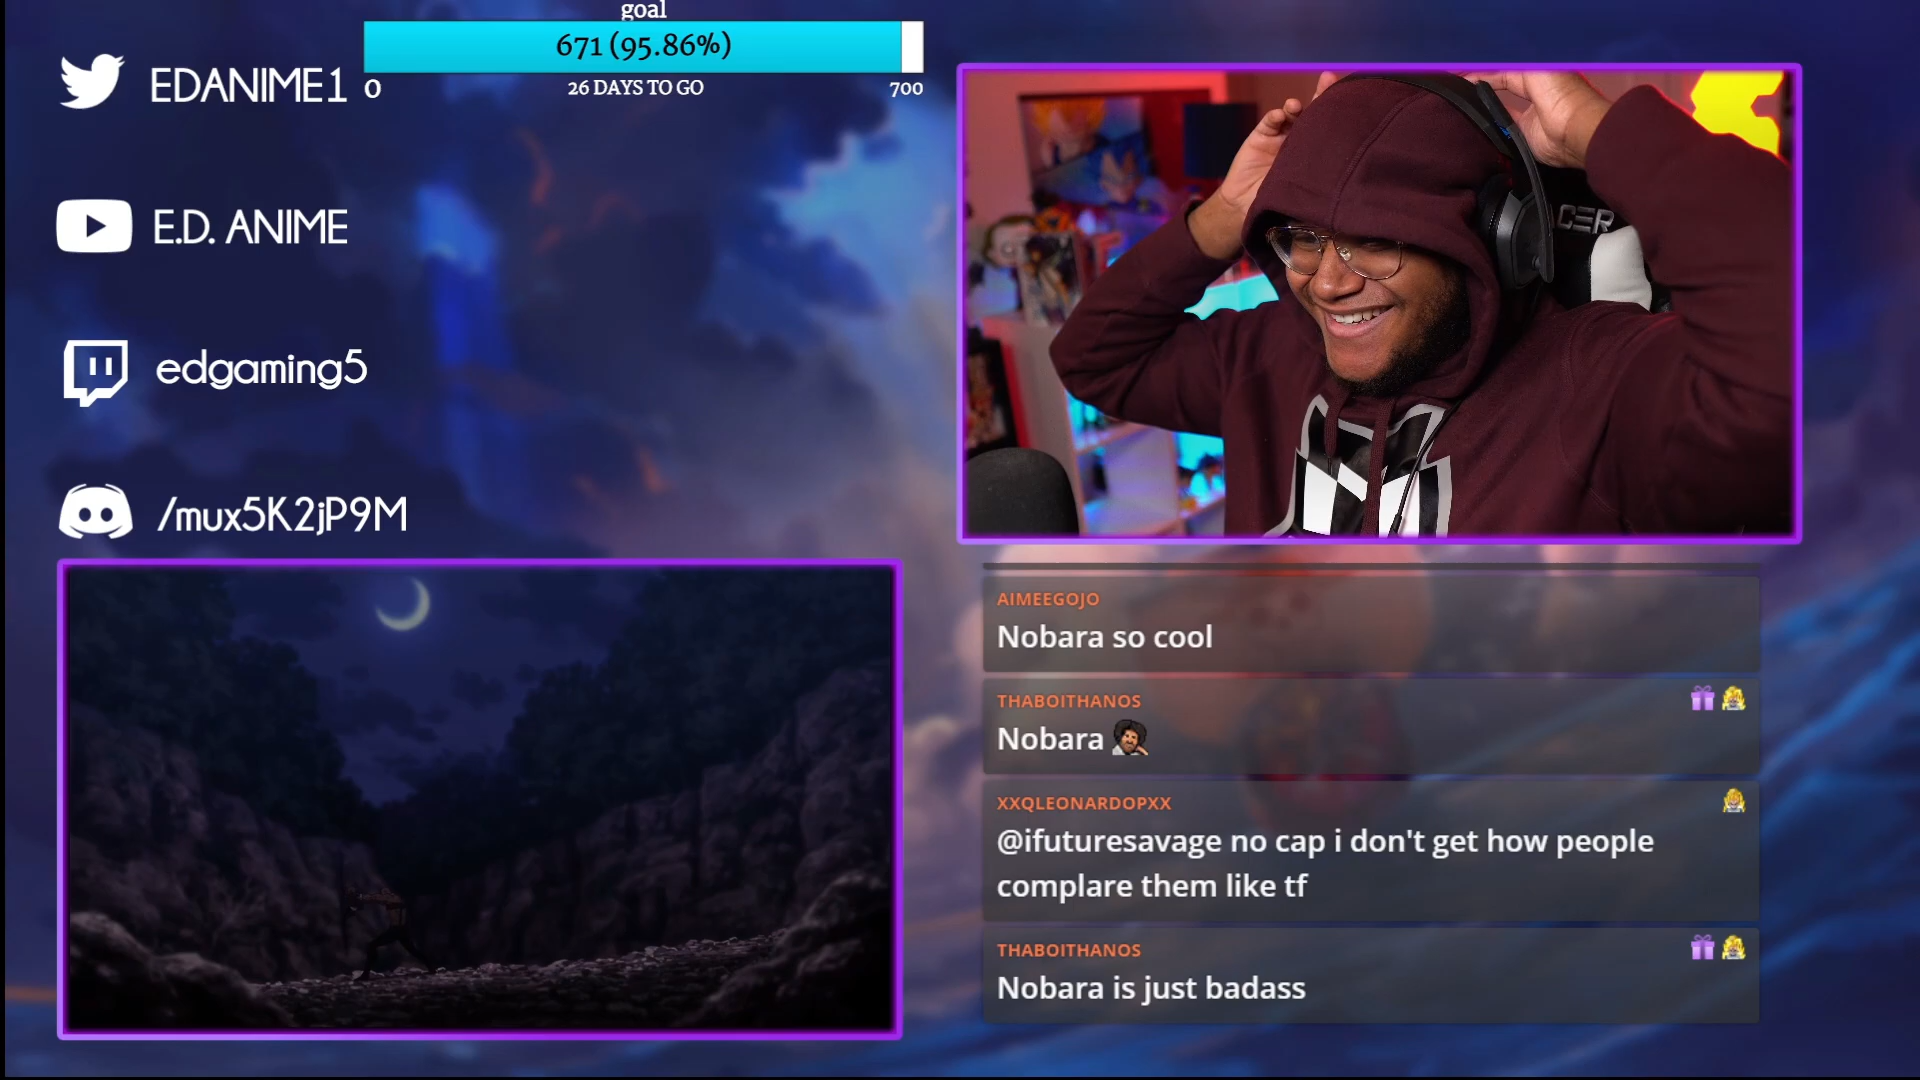 goal
671 (95.86%)
0
26 DAYS TO GO
700
EDANIME1
E.D. ANIME
edgaming5
/mux5K2jP9M
CER
AIMEEGOJO
Nobara so cool
THABOITHANOS
Nobara
XXQLEONARDOPXX
@ifuturesavage no cap i don't get how people
complare them like tf
THABOITHANOS
Nobara is just badass